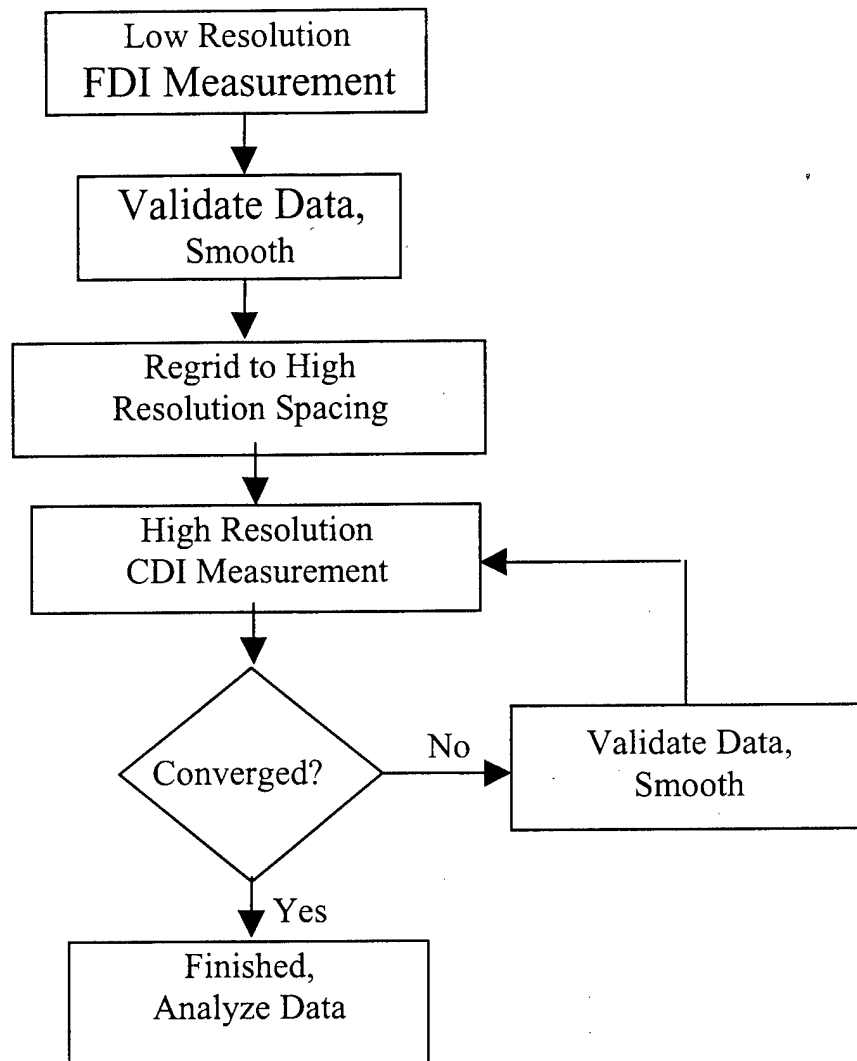 Low Resolution
FDI Measurement
Validate Data,
Smooth
Regrid to High
Resolution Spacing
High Resolution
CDI Measurement
Converged?
No
Validate Data,
Smooth
Yes
Finished,
Analyze Data